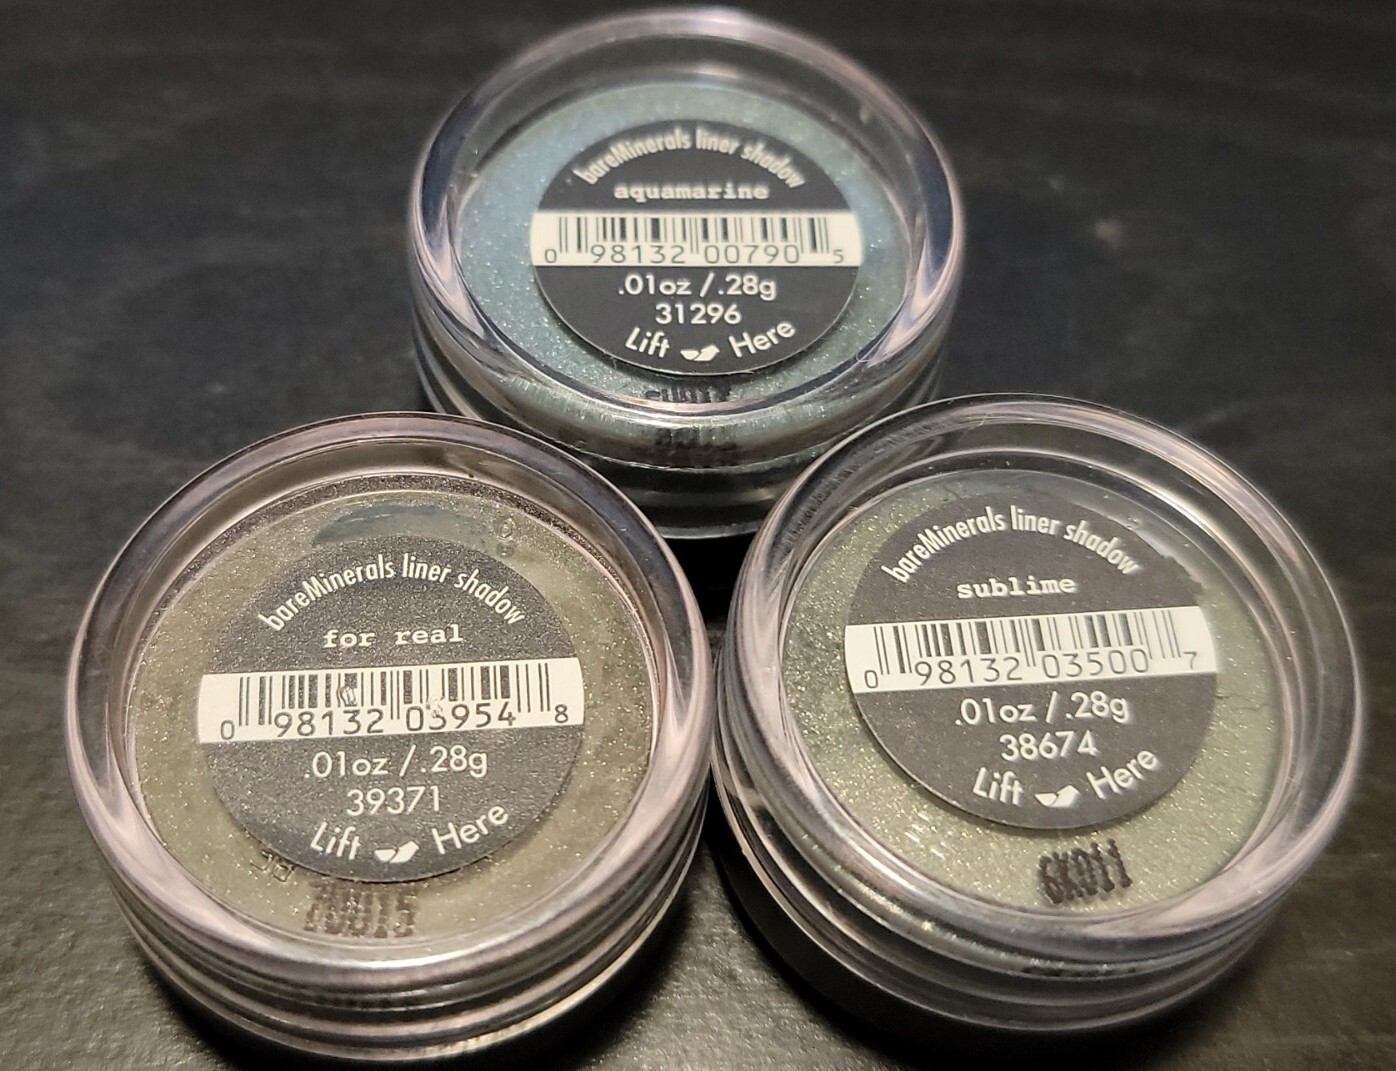 bareMinerals liner shadow
aquamarine
0 98132 00790 5
.01oz /.28g
31296
Lift Here
bareMinerals liner shadow
for real
0 98132 03954 8
.01oz /.28g
39371
Lift Here
bareMinerals liner shadow
sublime
0 98132 03500 7
.01oz /.28g
38674
Lift Here
6K011